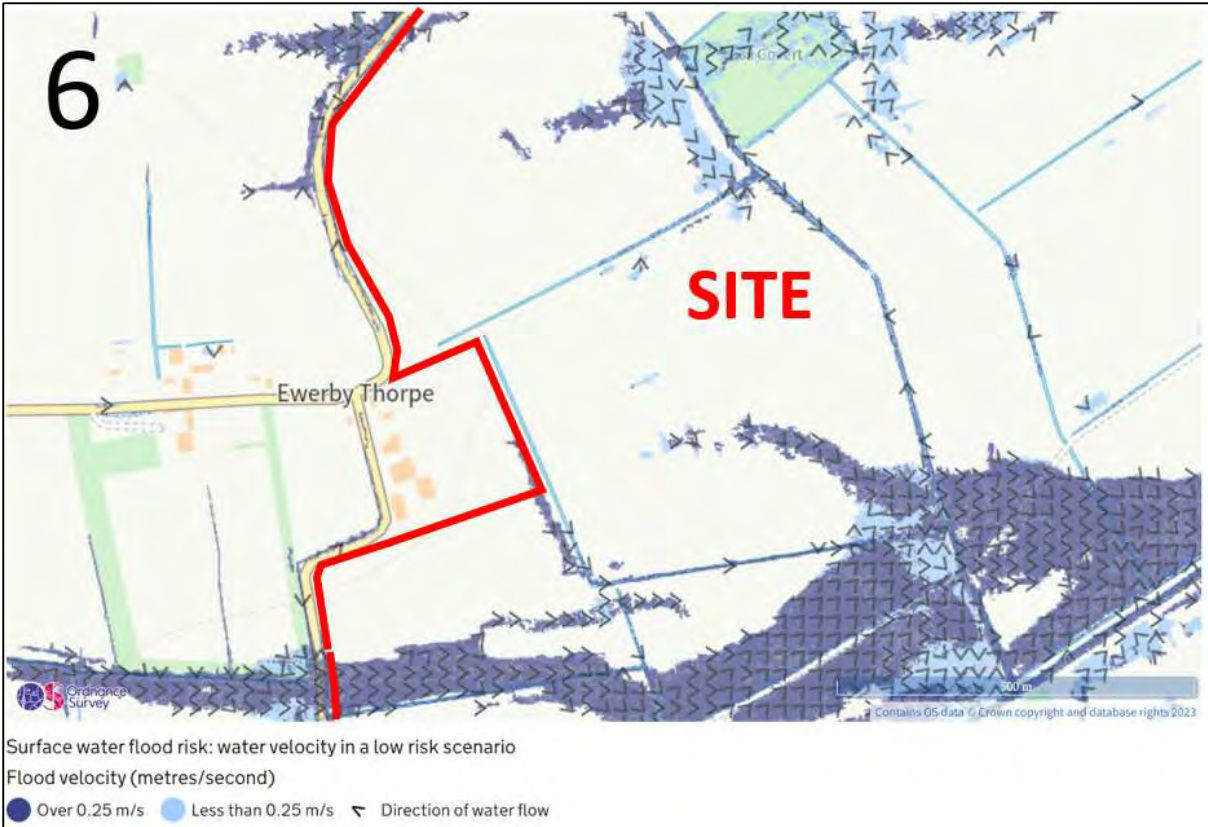 6
Covert
SITE
Ewerby Thorpe
Ordnance
Survey
500 m
Contains OS data © Crown copyright and database rights 2023
Surface water flood risk: water velocity in a low risk scenario
Flood velocity (metres/second)
Over 0.25 m/s Less than 0.25 m/s Direction of water flow